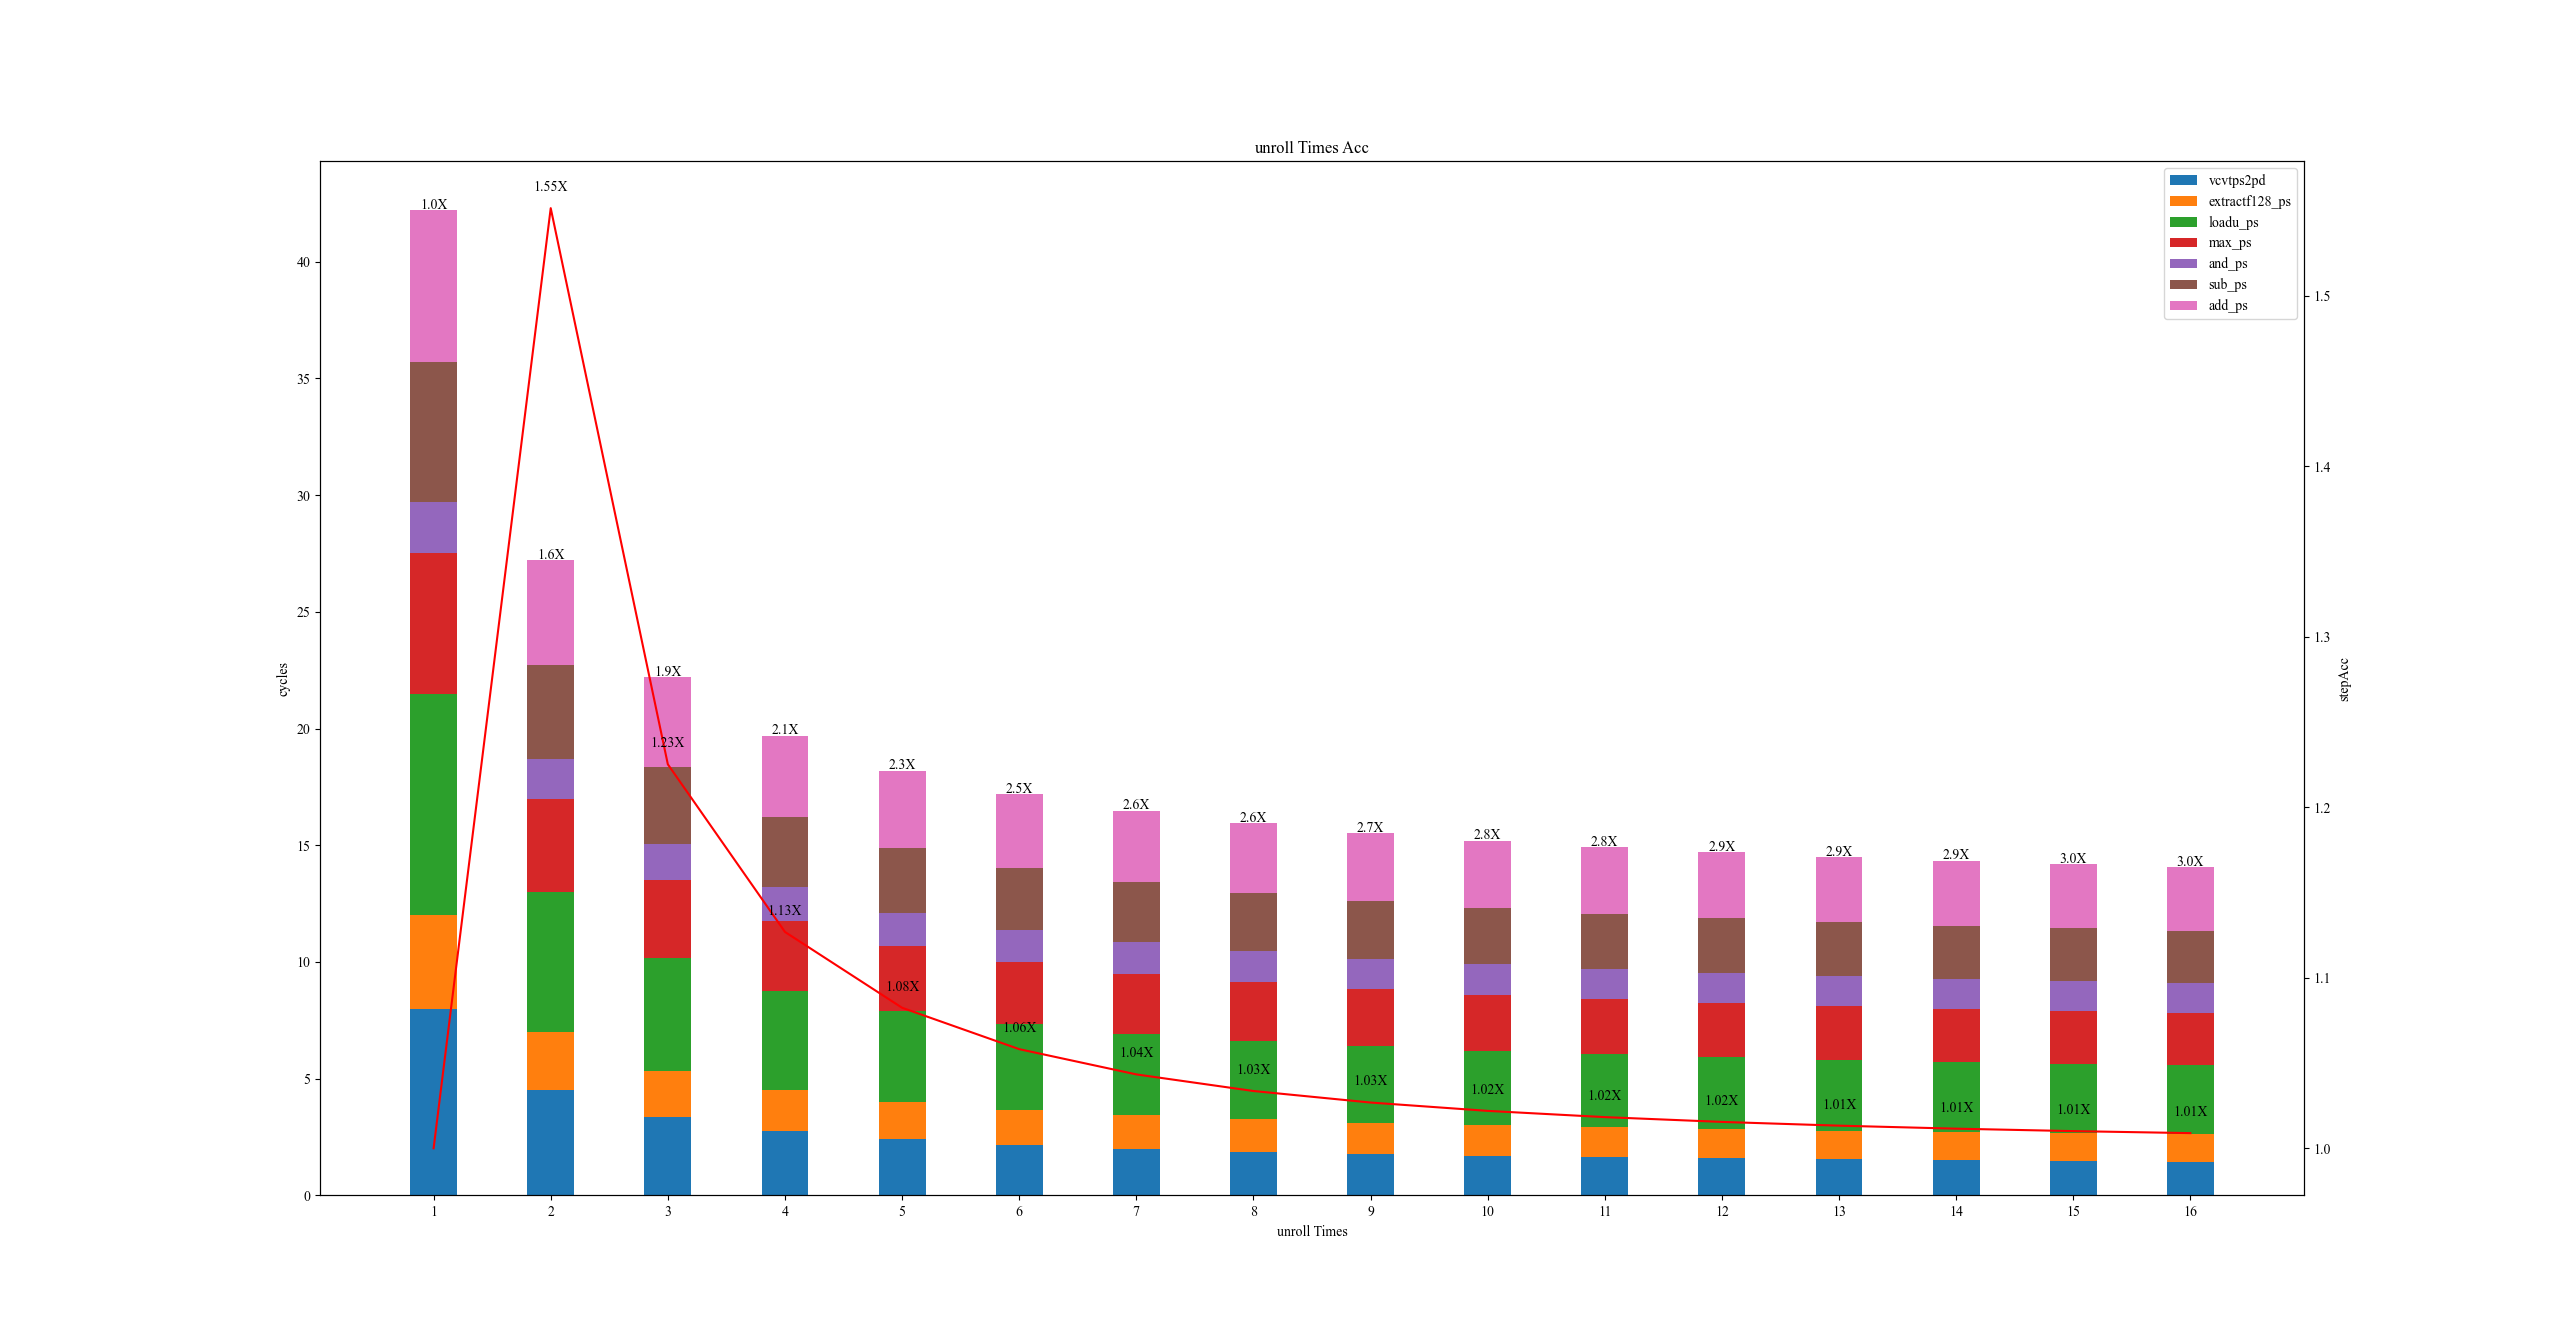 unroll Times Acc
1.0X
1.55X
1.6X
1.9X
1.23X
2.1X
1.13X
2.3X
1.08X
2.5X
1.06X
2.6X
1.04X
2.6X
1.03X
2.7X
1.03X
2.8X
1.02X
2.8X
1.02X
2.9X
1.02X
2.9X
1.01X
2.9X
1.01X
3.0X
1.01X
3.0X
1.01X
vcvtps2pd
extractf128_ps
loadu_ps
max_ps
and_ps
sub_ps
add_ps
cycles
40
35
30
25
20
15
10
5
0
stepAcc
1.5
1.4
1.3
1.2
1.1
1.0
1 2 3 4 5 6 7 8 9 10 11 12 13 14 15 16
unroll Times